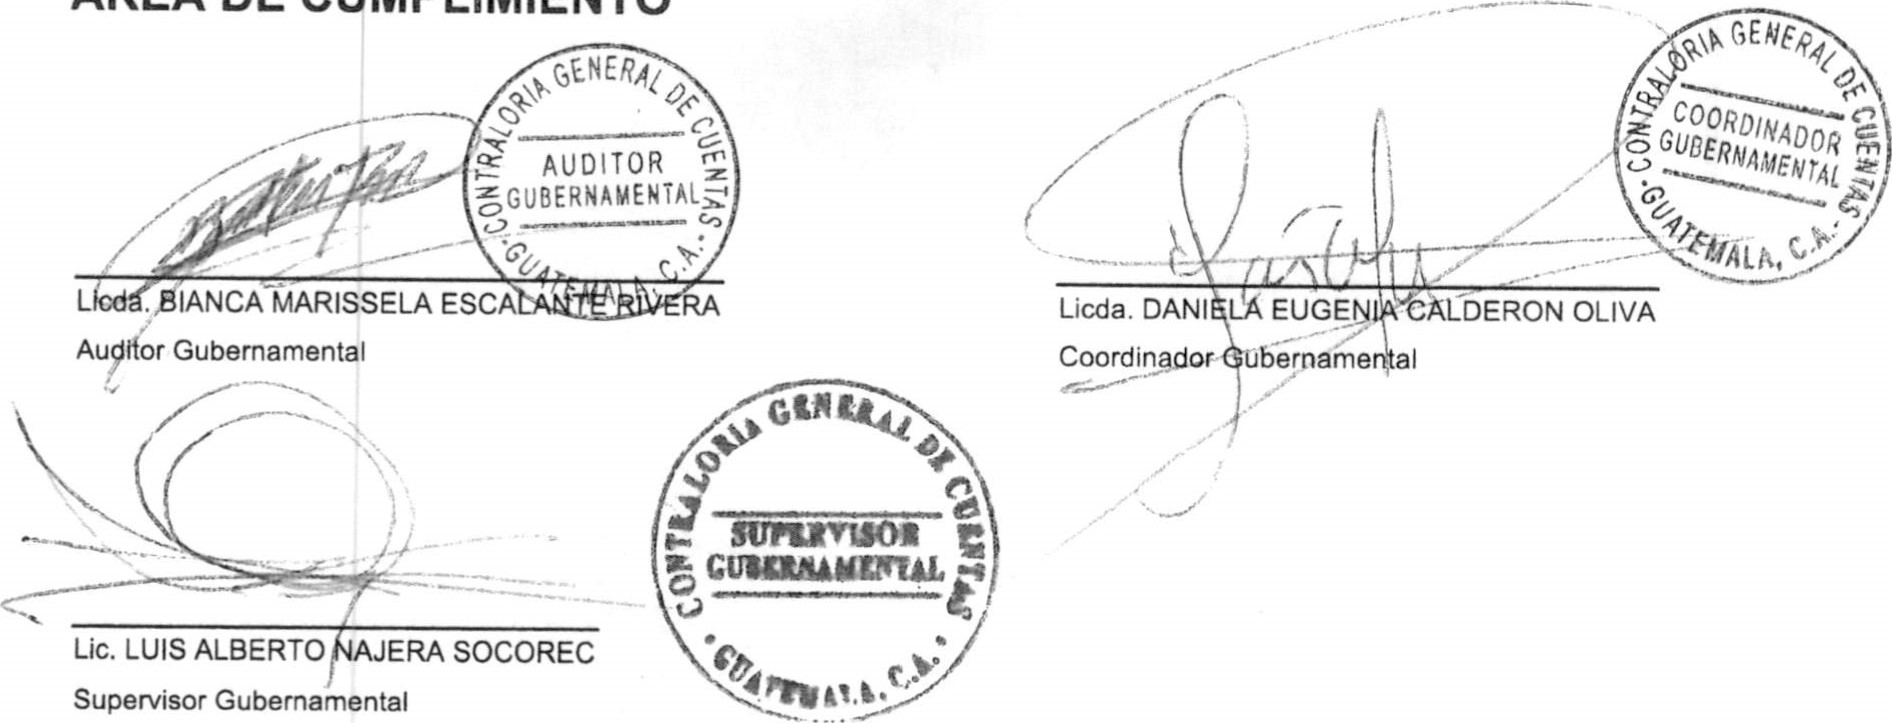 AREA DE CUMPLIMIENTO
CONTRALORIA GENERAL DE CUENTAS
AUDITOR
GUBERNAMENTAL
GUATEMALA, C.A.
Licda. BIANCA MARISSELA ESCALANTE RIVERA
Auditor Gubernamental
CONTRALORIA GENERAL DE CUENTAS
COORDINADOR
GUBERNAMENTAL
GUATEMALA, C.A.
Licda. DANIELA EUGENIA CALDERON OLIVA
Coordinador Gubernamental
CONTRALORIA GENERAL DE CUENTAS
SUPERVISOR
GUBERNAMENTAL
GUATEMALA, C.A.
Lic. LUIS ALBERTO NAJERA SOCOREC
Supervisor Gubernamental